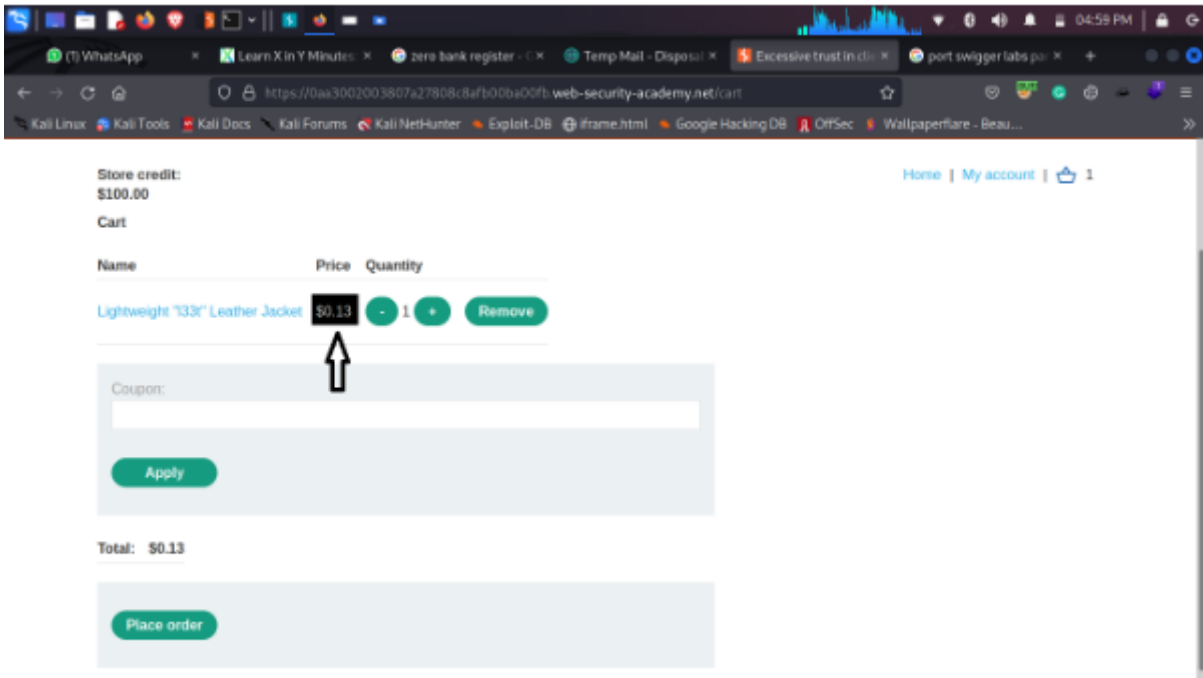 04:59 PM
(1) WhatsApp
Learn X in Y Minutes
zero bank register -
Temp Mail - Disposal
Excessive trust in cli
port swigger labs pa
https://0aa3002003807a27808c8afb00ba00fb.web-security-academy.net/cart
Kali Linux Kali Tools Kali Docs Kali Forums Kali NetHunter Exploit-DB iframe.html Google Hacking DB OffSec Wallpaperflare - Beau...
Store credit:
$100.00
Home | My account | 1
Cart
Name Price Quantity
Lightweight "l33t" Leather Jacket $0.13 - 1 + Remove
Coupon:
Apply
Total: $0.13
Place order